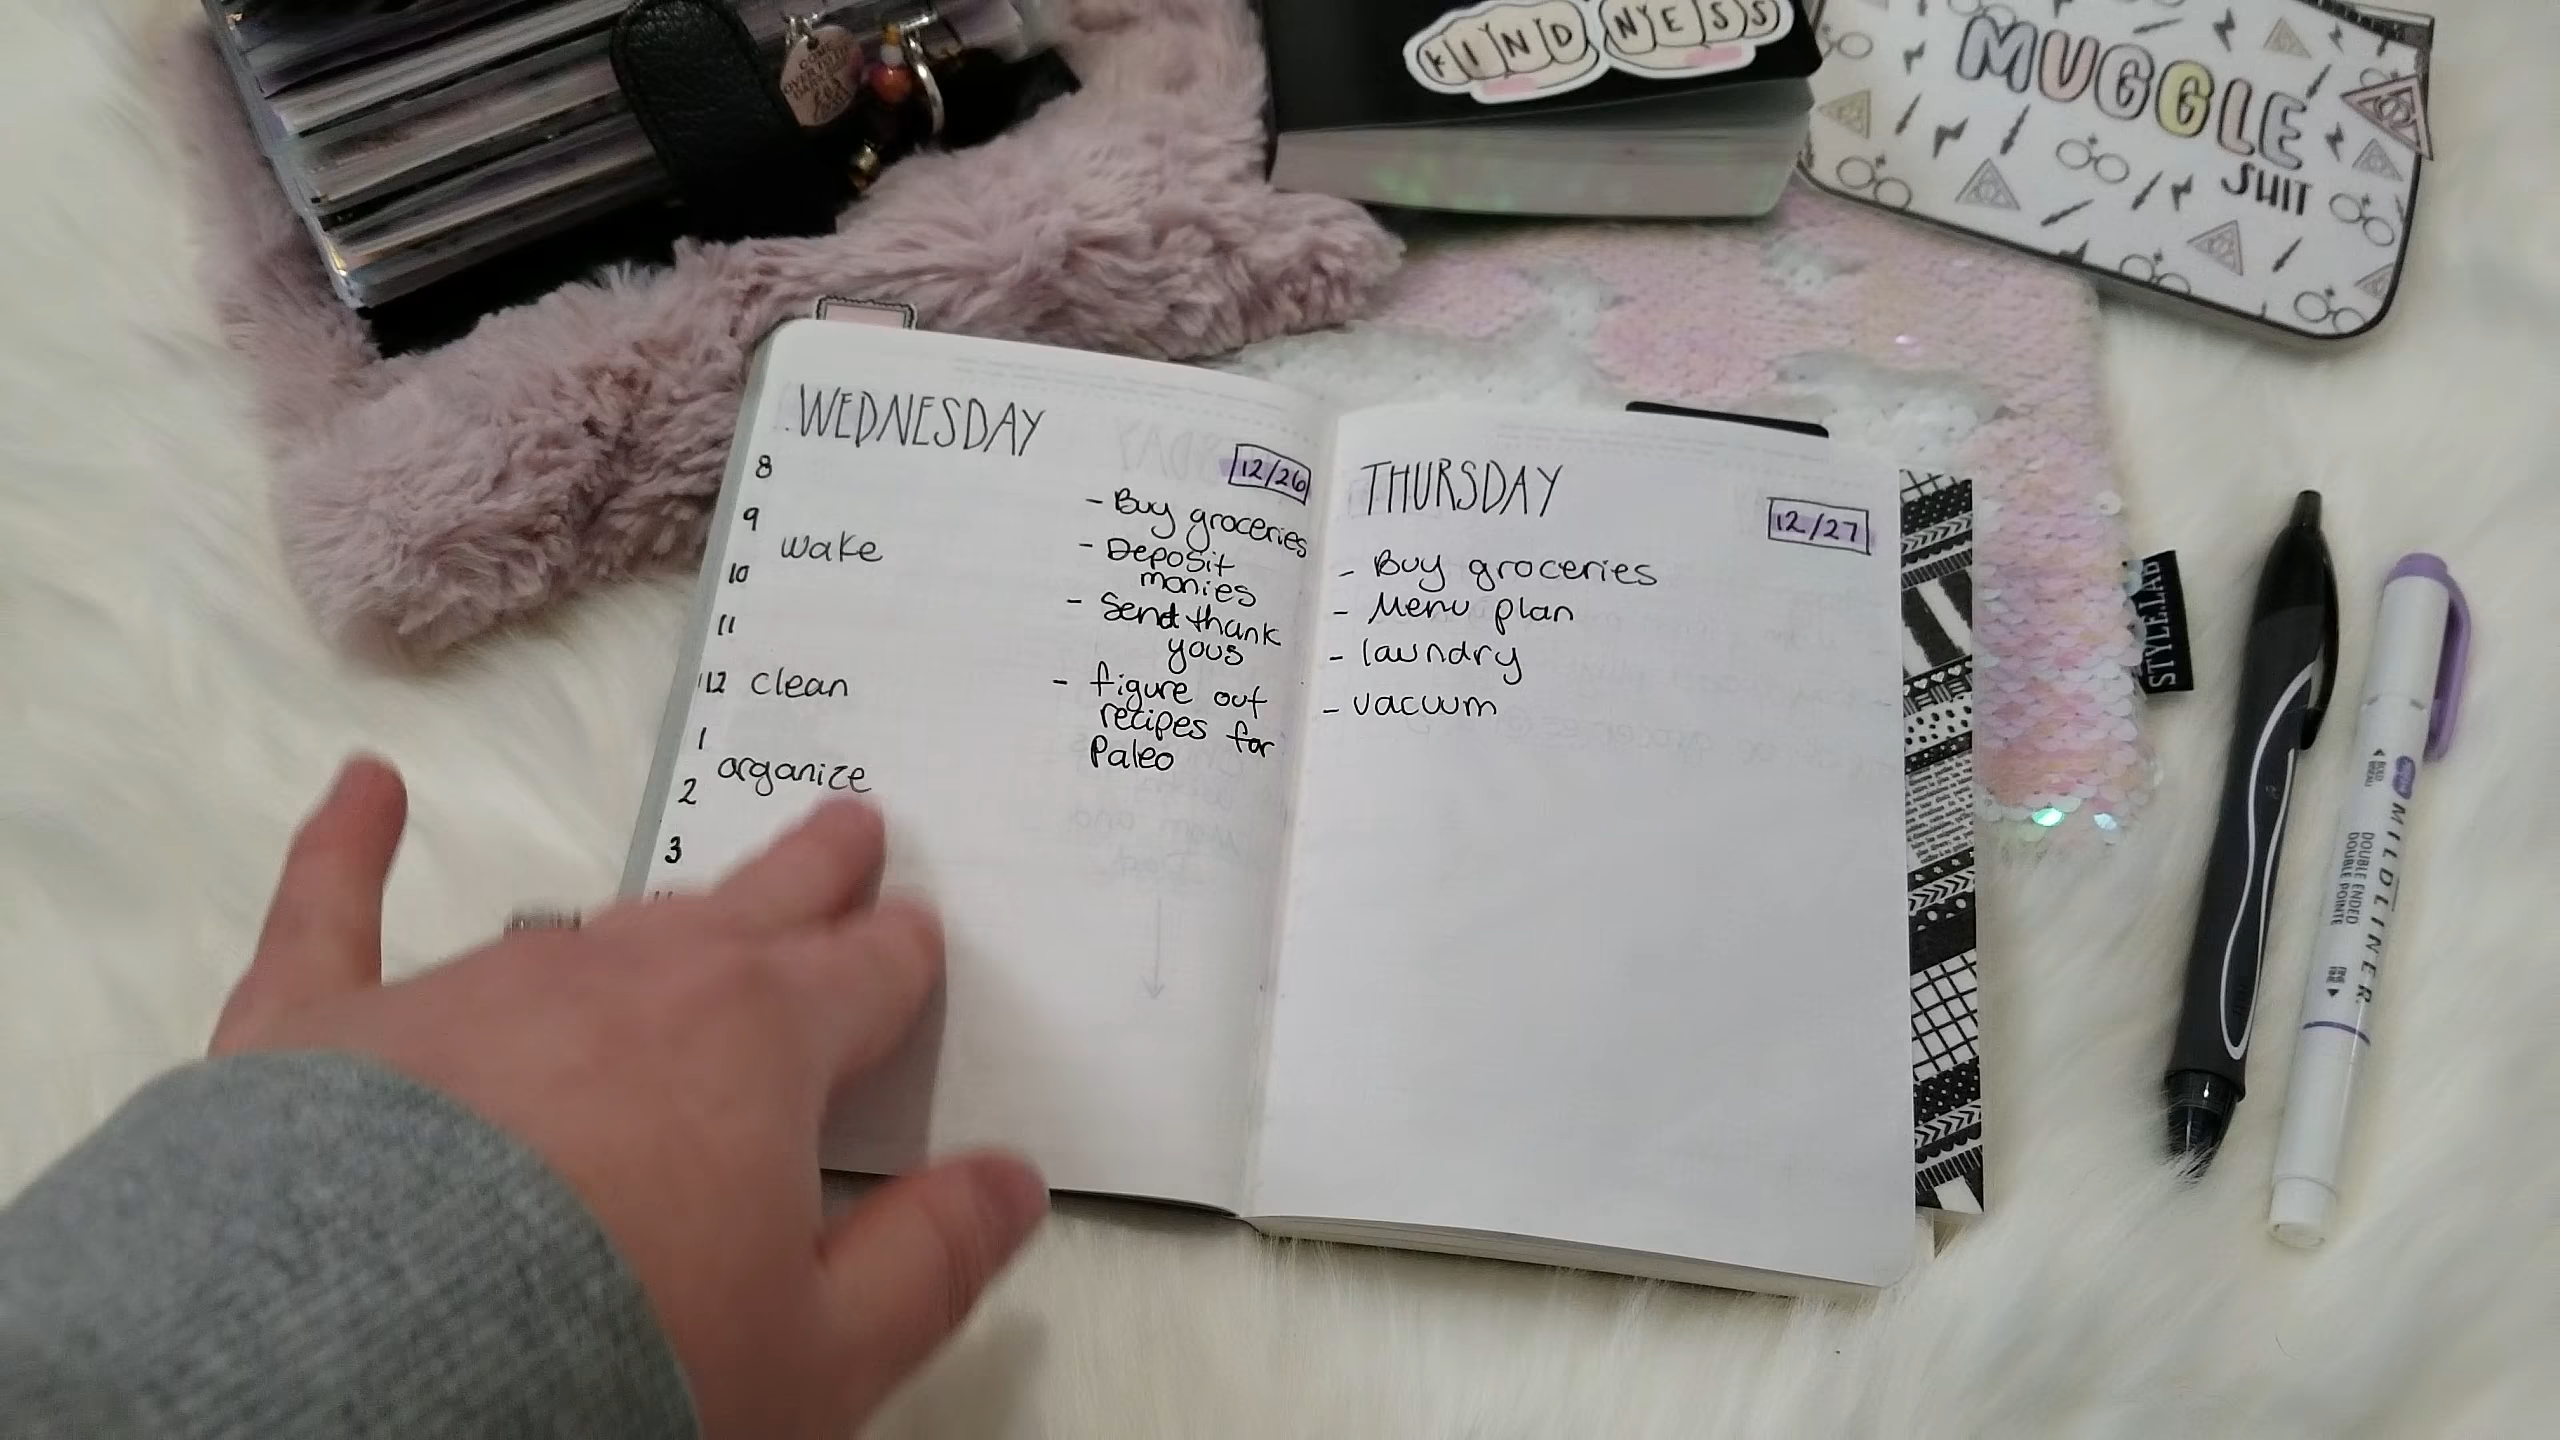 KINDNESS
MUGGLE
SHIT
WEDNESDAY
12/26
8
9
wake
10
11
12 clean
1
organize
2
3
- Buy groceries
- Deposit
monies
- Send thank
yous
- figure out
recipes for
Paleo
THURSDAY
12/27
- Buy groceries
- Menu plan
- laundry
- vacuum
STYLE.LAB
MILDLINER
DOUBLE ENDED
DOUBLE POINTE